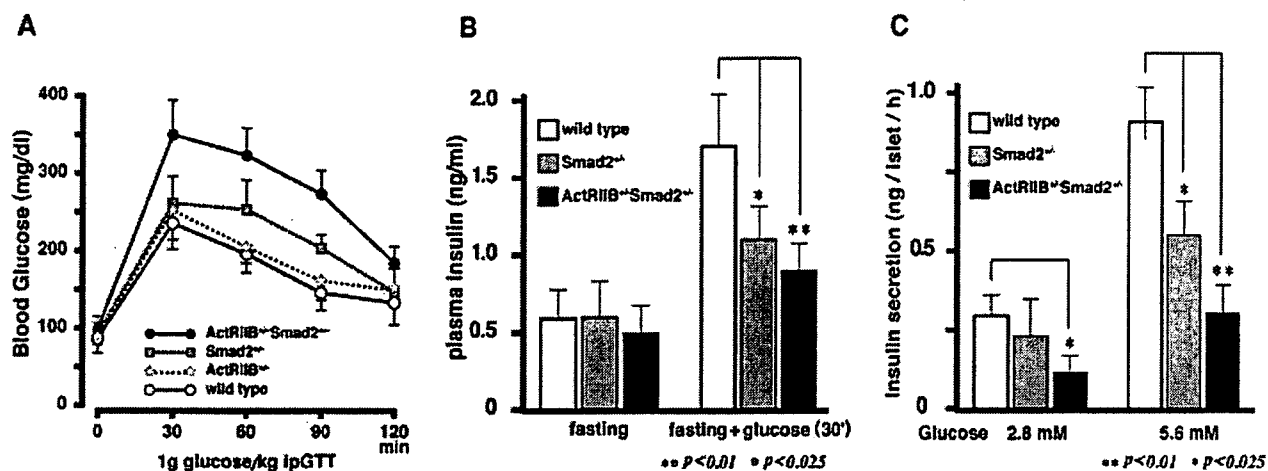 A
Blood Glucose (mg/dl)
400
300
200
100
0
ActRIIB+/-Smad2+/-
Smad2+/-
ActRIIB+/-
wild type
0 30 60 90 120
min
1g glucose/kg ipGTT
B
plasma insulin (ng/ml)
2.0
1.5
1.0
0.5
0
wild type
Smad2+/-
ActRIIB+/-Smad2+/-
*
**
fasting fasting+glucose (30')
** p<0.01 * p<0.025
C
Insulin secretion (ng / islet / h)
1.0
0.5
0
wild type
Smad2+/-
ActRIIB+/-Smad2+/-
*
*
**
Glucose 2.8 mM 5.6 mM
** p<0.01 * p<0.025